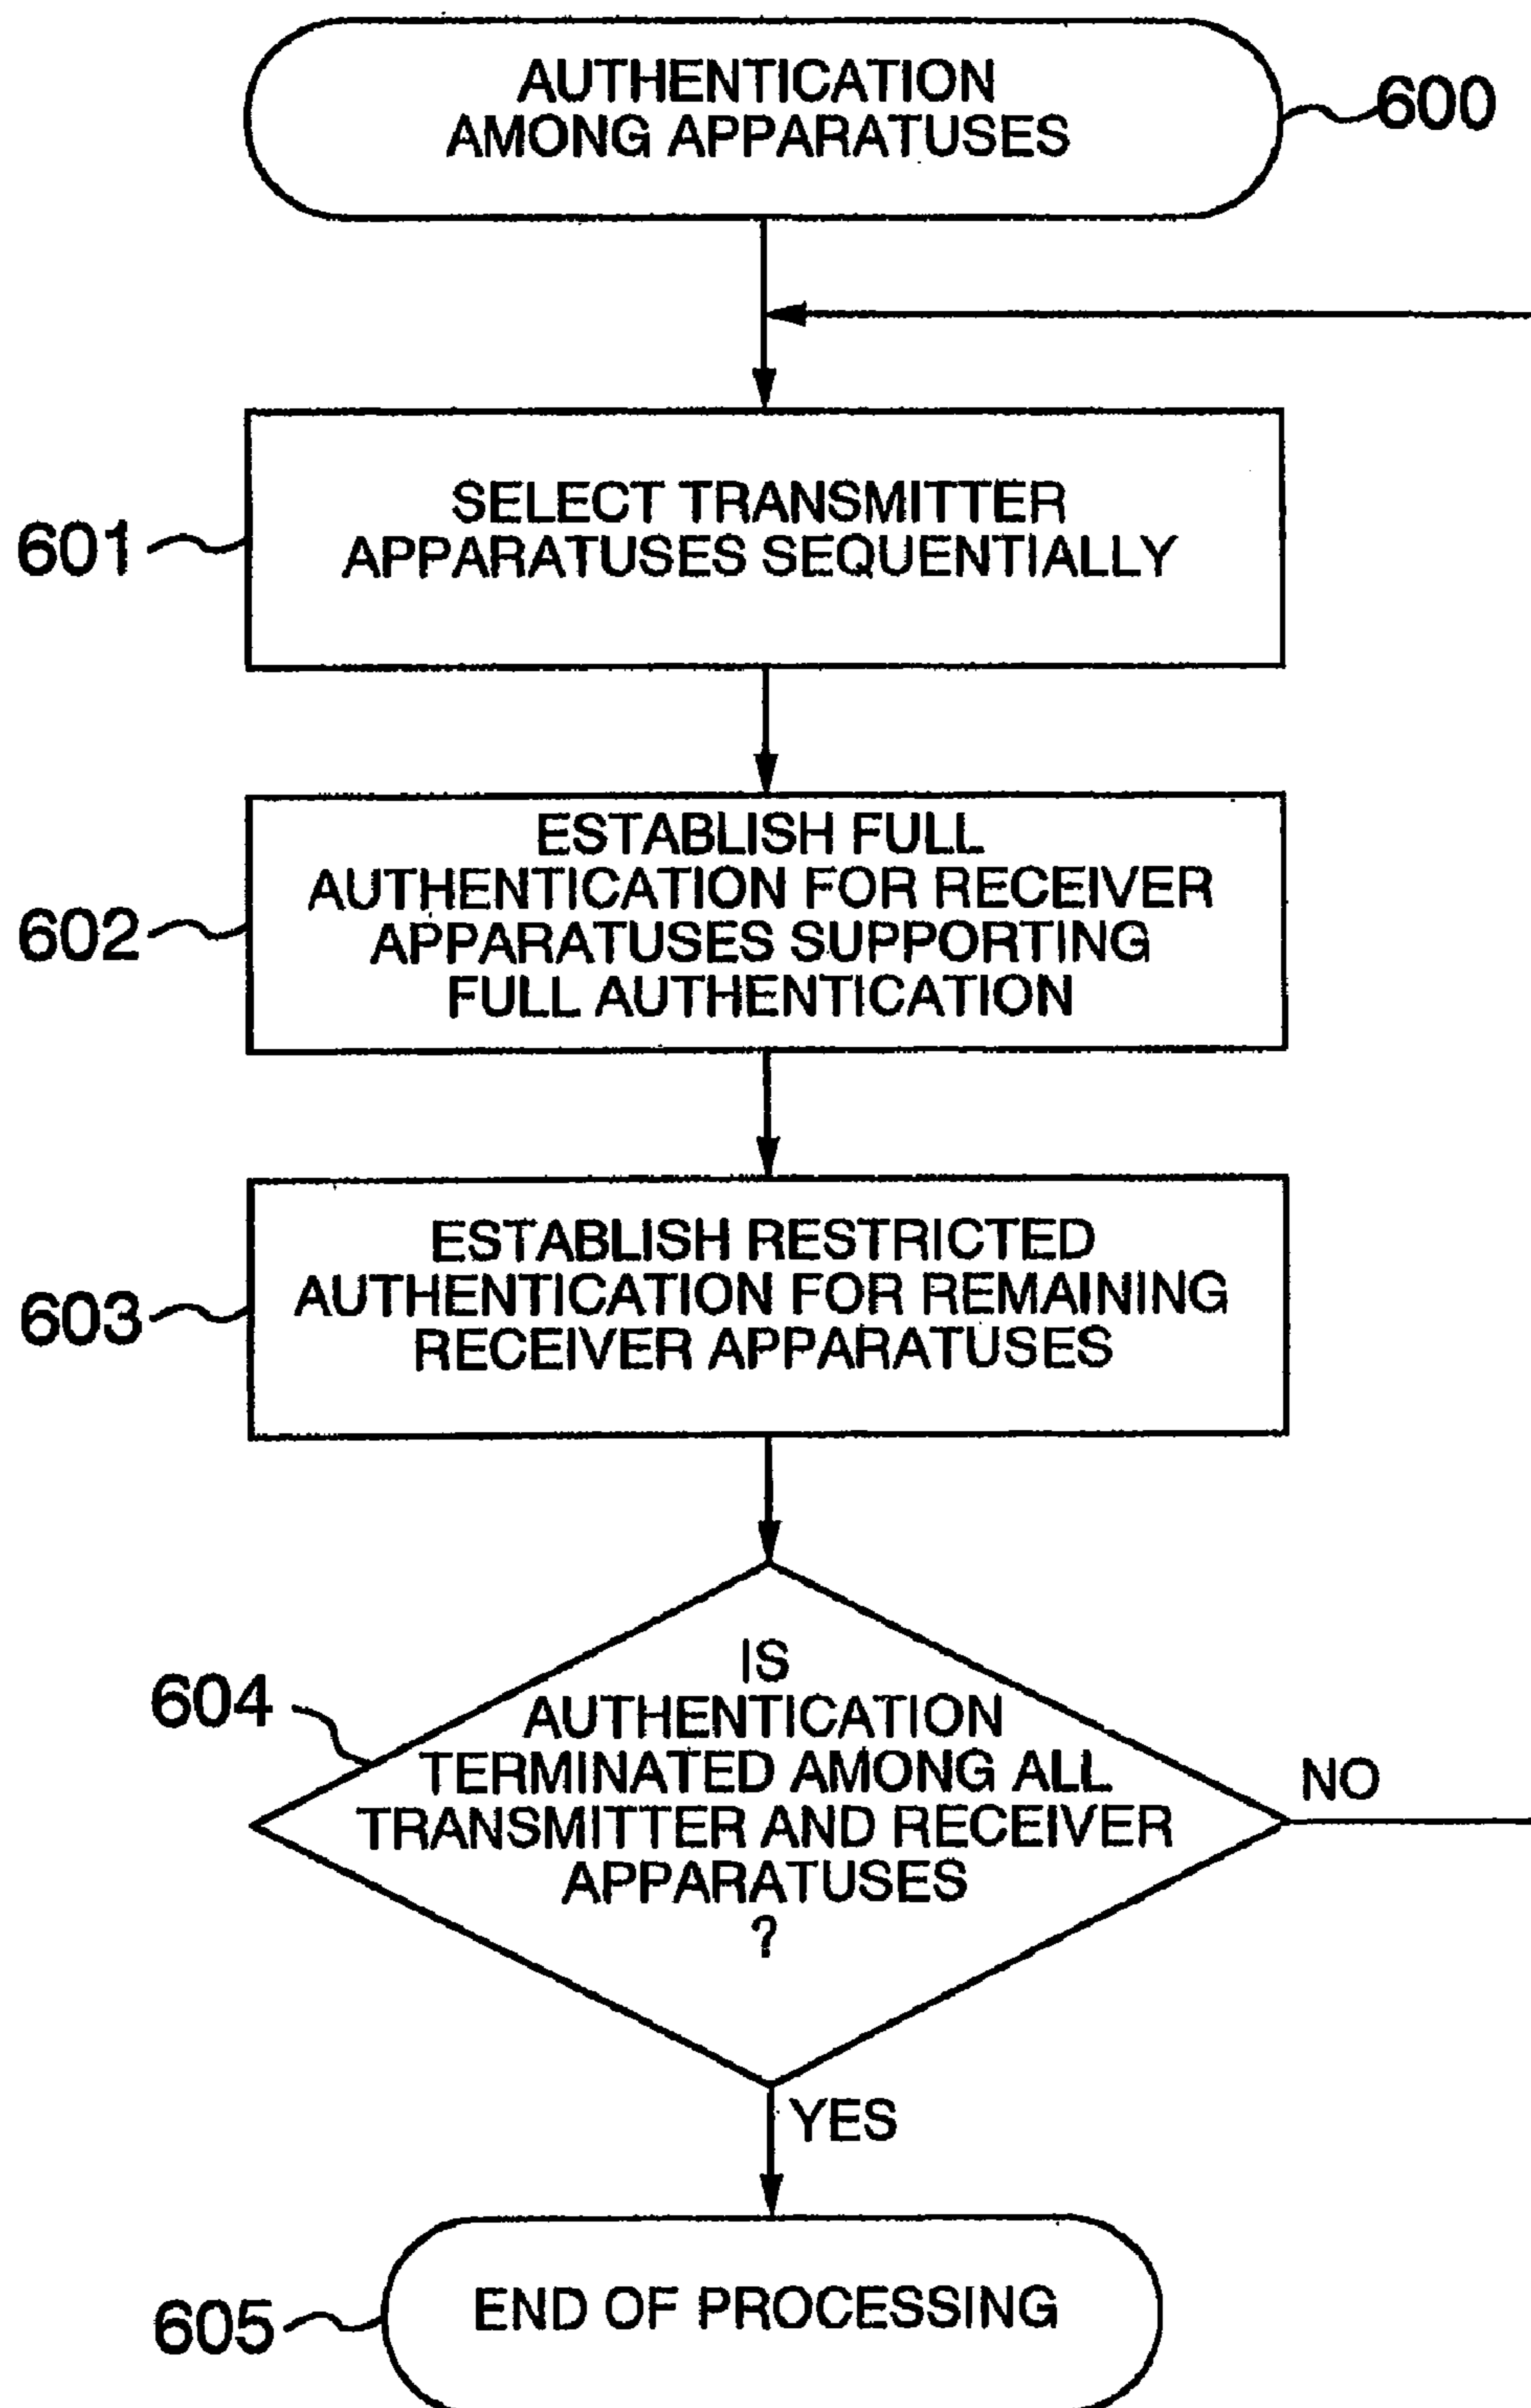 AUTHENTICATION
AMONG APPARATUSES
600
SELECT TRANSMITTER
APPARATUSES SEQUENTIALLY
601
ESTABLISH FULL
AUTHENTICATION FOR RECEIVER
APPARATUSES SUPPORTING
FULL AUTHENTICATION
602
ESTABLISH RESTRICTED
AUTHENTICATION FOR REMAINING
RECEIVER APPARATUSES
603
604
IS
AUTHENTICATION
TERMINATED AMONG ALL
TRANSMITTER AND RECEIVER
APPARATUSES
?
NO
YES
END OF PROCESSING
605